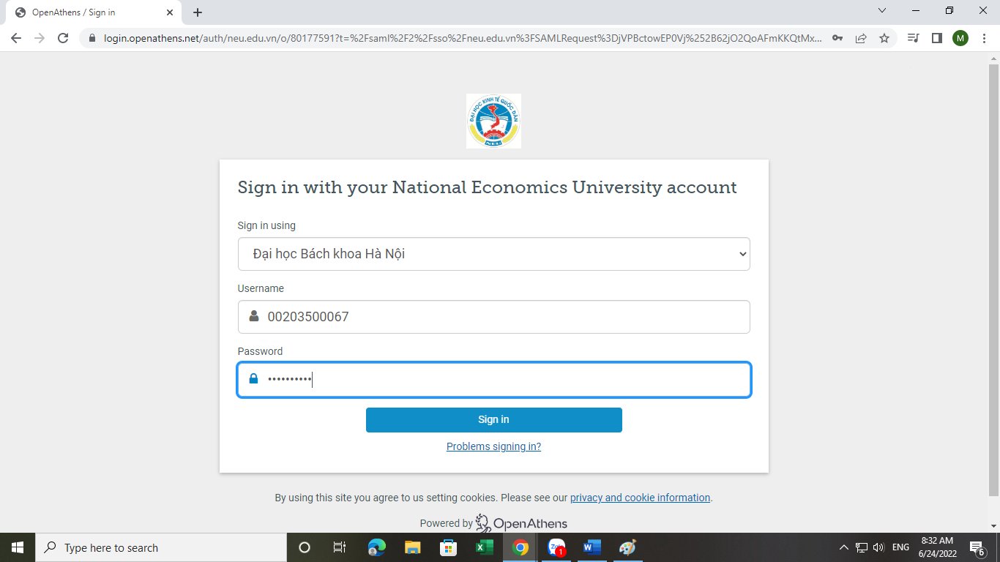 OpenAthens / Sign in
login.openathens.net/auth/neu.edu.vn/o/80177591?t=%2Fsaml%2F2%2Fsso%2Fneu.edu.vn%3FSAMLRequest%3DjVPBctowEP0Vj%252B62jO2QoAFmKKQtMx...
M
ĐẠI HỌC KINH TẾ QUỐC DÂN
NEU
Sign in with your National Economics University account
Sign in using
Đại học Bách khoa Hà Nội
Username
00203500067
Password
••••••••••
Sign in
Problems signing in?
By using this site you agree to us setting cookies. Please see our privacy and cookie information.
Powered by OpenAthens
Type here to search
1
ENG
8:32 AM
6/24/2022
6